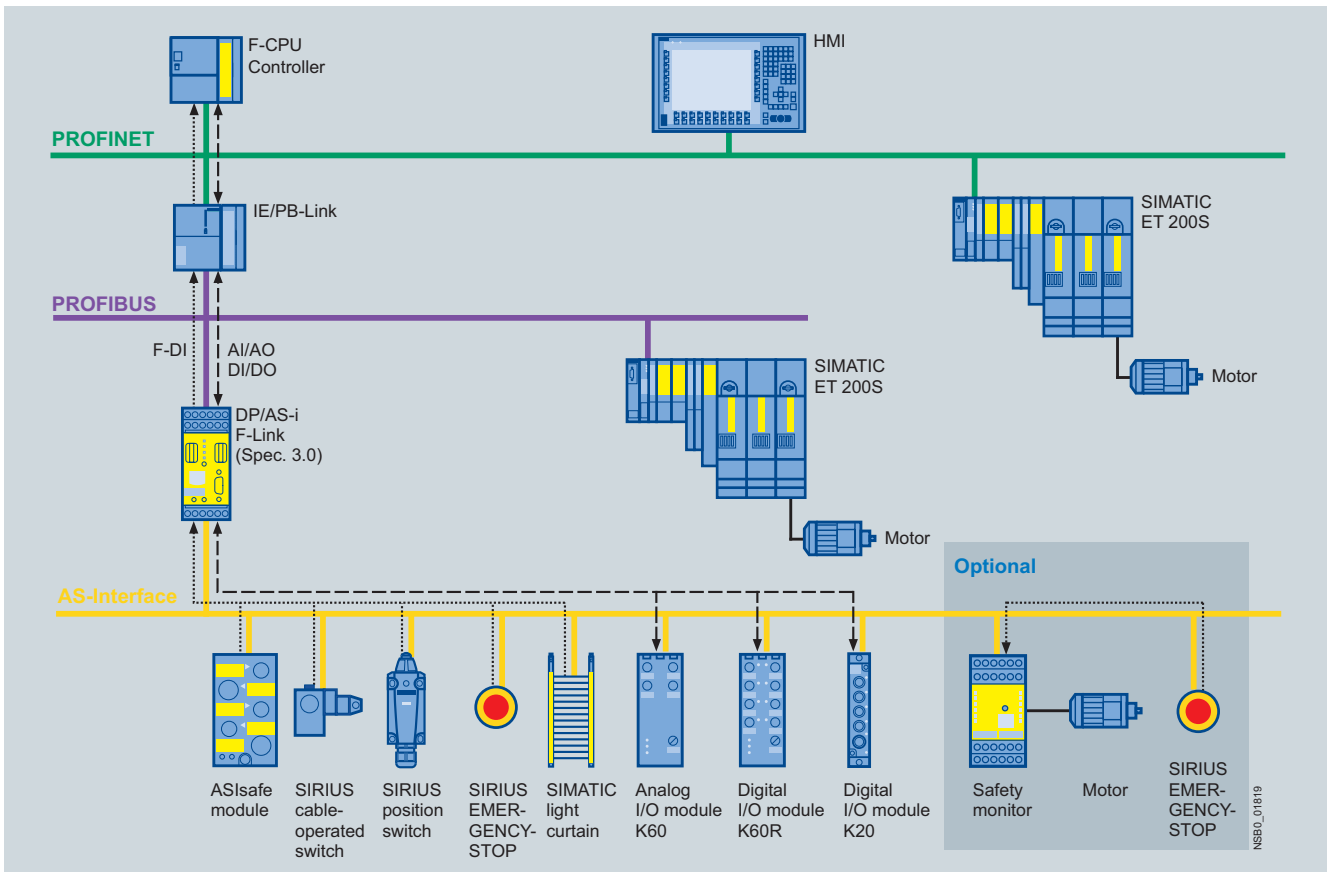 F-CPU
Controller
HMI
PROFINET
IE/PB-Link
SIMATIC
ET 200S
PROFIBUS
F-DI
AI/AO
DI/DO
SIMATIC
ET 200S
Motor
DP/AS-i
F-Link
(Spec. 3.0)
Motor
Optional
AS-Interface
ASIsafe
module
SIRIUS
cable-
operated
switch
SIRIUS
position
switch
SIRIUS
EMER-
GENCY-
STOP
SIMATIC
light
curtain
Analog
I/O module
K60
Digital
I/O module
K60R
Digital
I/O module
K20
Safety
monitor
Motor
SIRIUS
EMER-
GENCY-
STOP
NSB0_01819